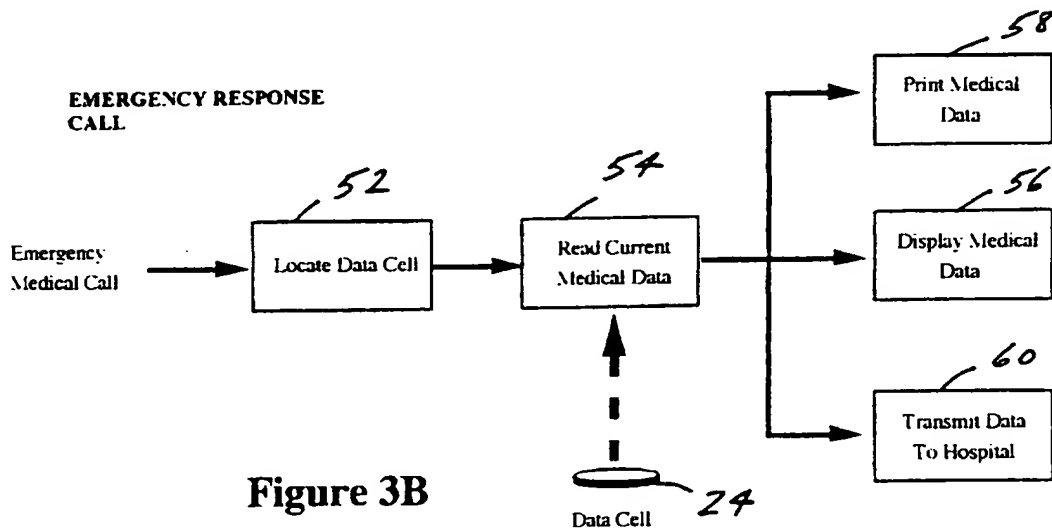 58
Print Medical
Data
EMERGENCY RESPONSE
CALL
52
54
56
Emergency
Medical Call
Locate Data Cell
Read Current
Medical Data
Display Medical
Data
60
Transmit Data
To Hospital
Figure 3B
24
Data Cell